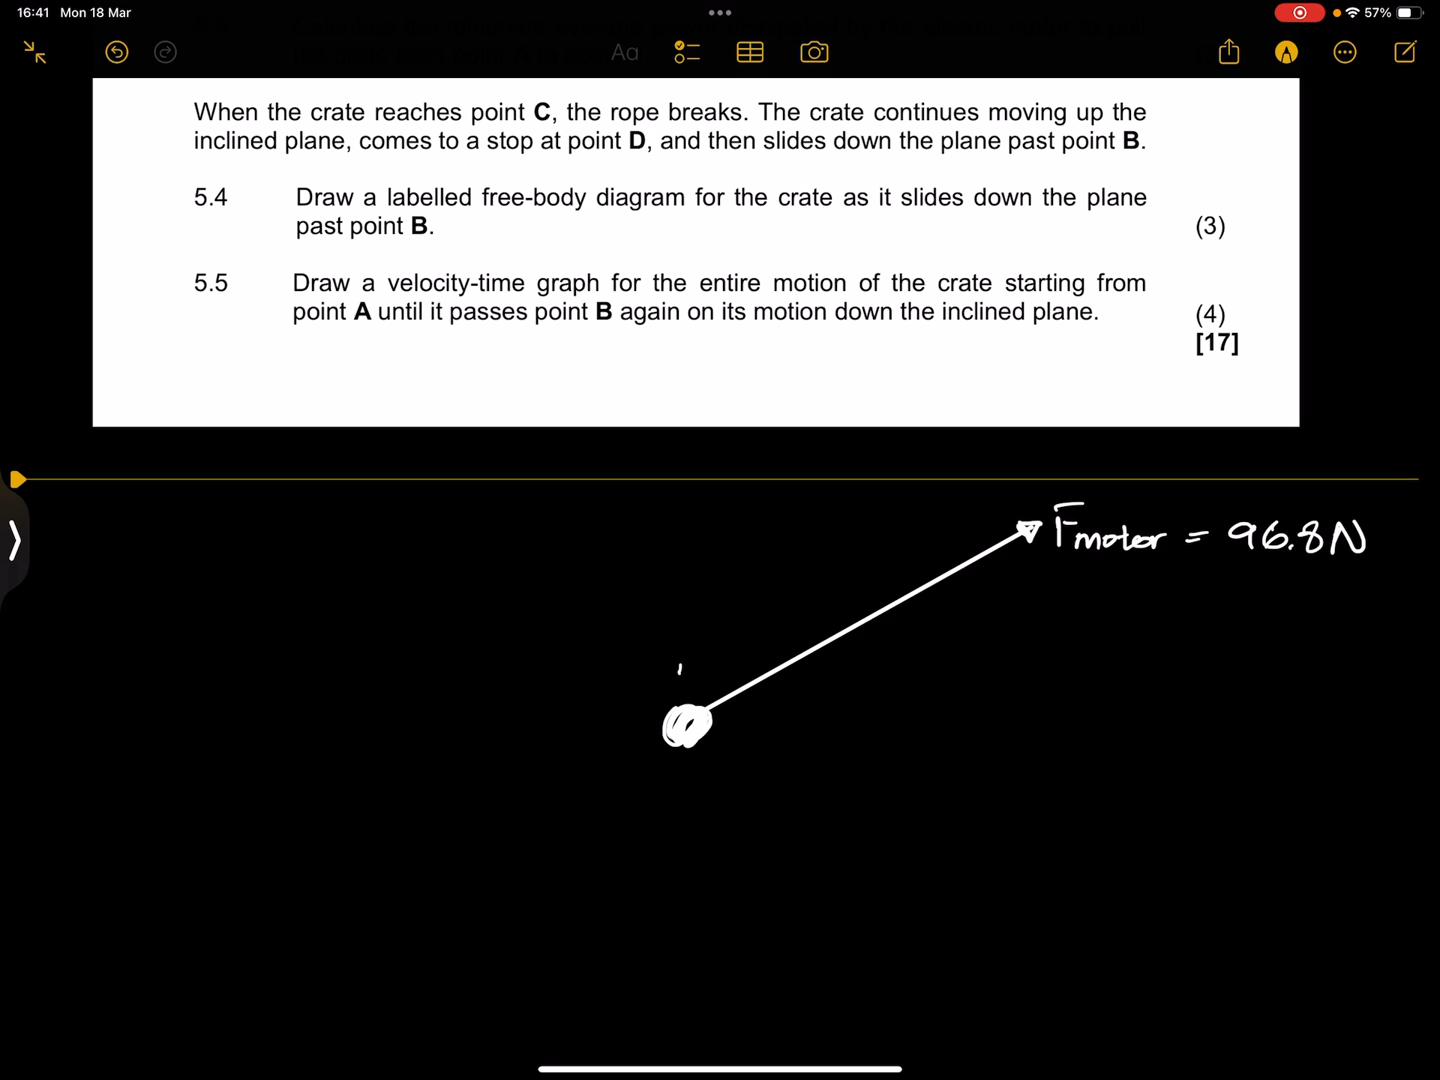 16:41 Mon 18 Mar
57%
Aa
When the crate reaches point C, the rope breaks. The crate continues moving up the
inclined plane, comes to a stop at point D, and then slides down the plane past point B.
5.4 Draw a labelled free-body diagram for the crate as it slides down the plane
past point B. (3)
5.5 Draw a velocity-time graph for the entire motion of the crate starting from
point A until it passes point B again on its motion down the inclined plane. (4)
[17]
Fmotor = 96.8N